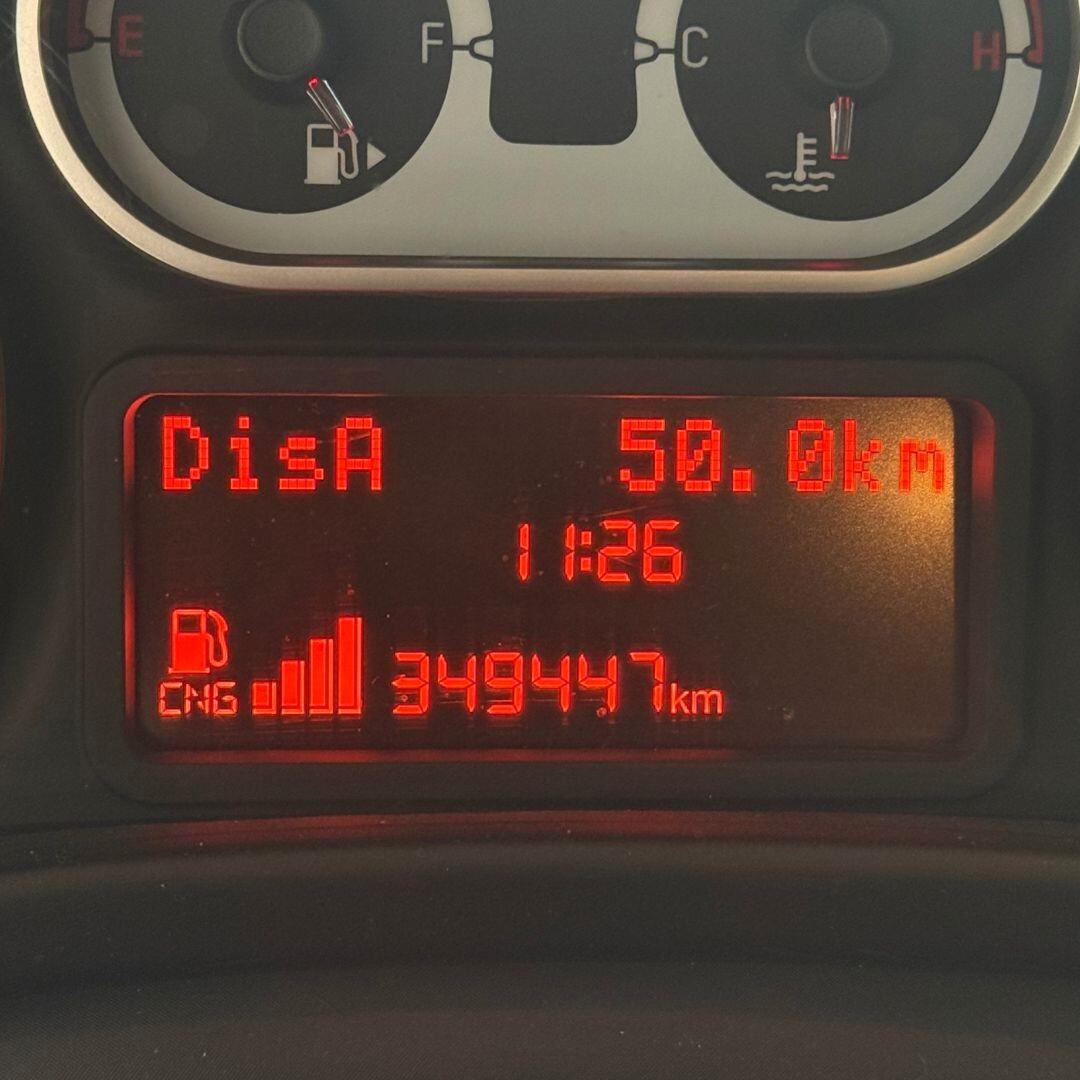 E F C H
DisA 50.0km
11:26
CNG 349447km